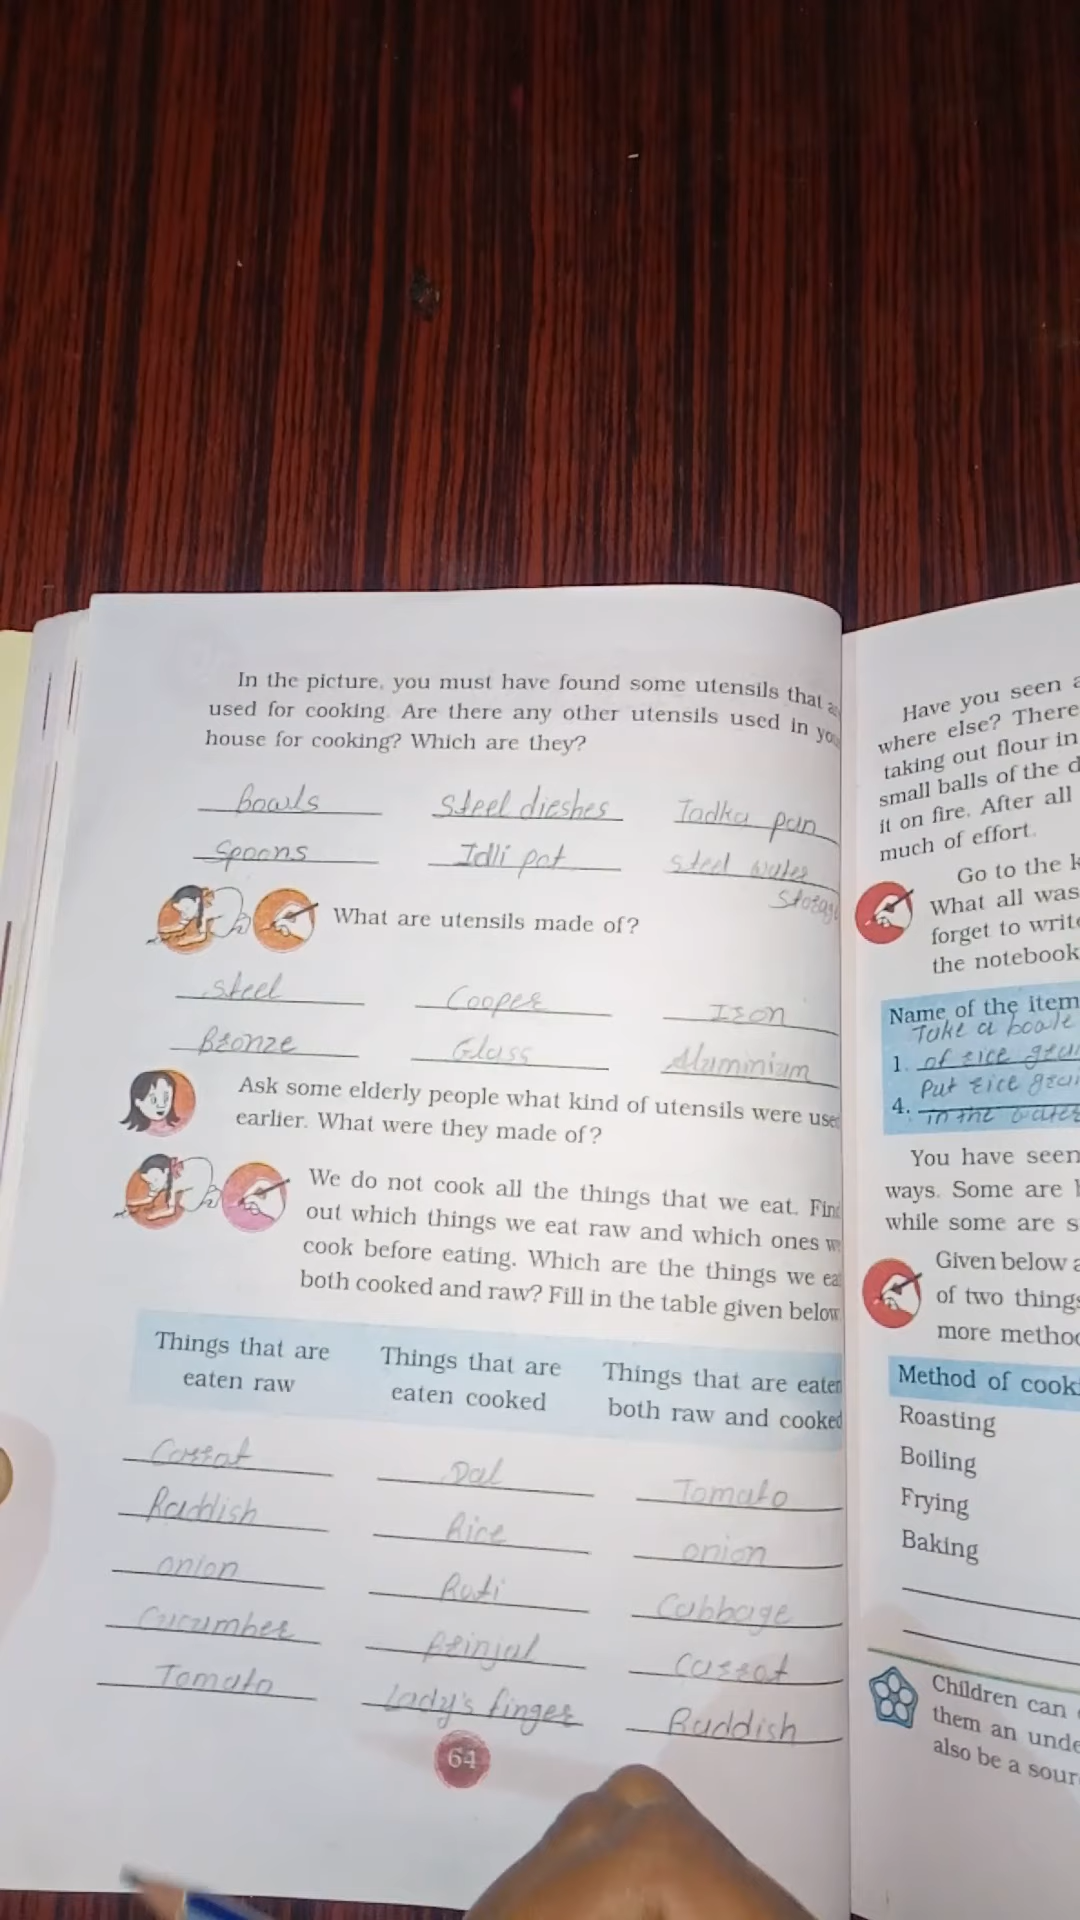 In the picture, you must have found some utensils that
used for cooking. Are there any other utensils used in
house for cooking? Which are they?
Bowls Steel dieshes Tadka pan
Spoons Idli pot steel water
Storage
What are utensils made of?
Steel Cooper Iron
Bronze Glass Aluminium
Ask some elderly people what kind of utensils were used
earlier. What were they made of?
We do not cook all the things that we eat. Find
out which things we eat raw and which ones we
cook before eating. Which are the things we eat
both cooked and raw? Fill in the table given below
Things that are Things that are Things that are eaten
eaten raw eaten cooked both raw and cooked
Carrot Dal Tomato
Raddish Rice onion
onion Roti Cabbage
Cucumber Brinjal Carrot
Tomato Lady's finger Raddish
64
Have you seen
where else? There
taking out flour in
small balls of the
it on fire. After all
much of effort.
Go to the
What all was
forget to write
the notebook
Name of the item
Take a bowle
1. of rice
Put rice
4. in the water
You have seen
ways. Some are
while some are
Given below
of two things
more
Method of
Roasting
Boiling
Frying
Baking
Children can
them an
also be a